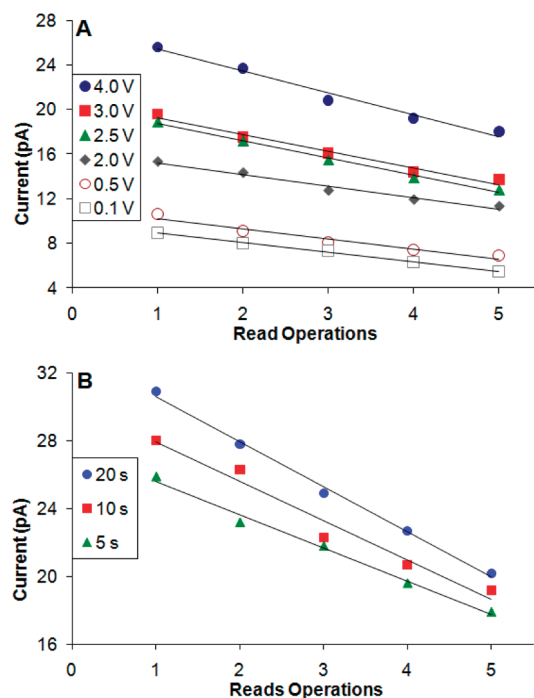 A
28
24
20
16
12
8
4
Current (pA)
4.0 V
3.0 V
2.5 V
2.0 V
0.5 V
0.1 V
0 1 2 3 4 5
Read Operations
B
32
28
24
20
16
Current (pA)
20 s
10 s
5 s
0 1 2 3 4 5
Reads Operations